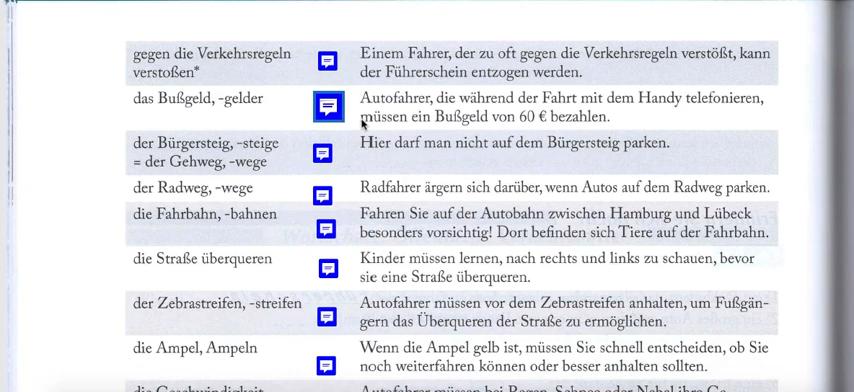 gegen die Verkehrsregeln
verstoßen*
Einem Fahrer, der zu oft gegen die Verkehrsregeln verstößt, kann
der Führerschein entzogen werden.
das Bußgeld, -gelder
Autofahrer, die während der Fahrt mit dem Handy telefonieren,
müssen ein Bußgeld von 60 € bezahlen.
der Bürgersteig, -steige
= der Gehweg, -wege
Hier darf man nicht auf dem Bürgersteig parken.
der Radweg, -wege
Radfahrer ärgern sich darüber, wenn Autos auf dem Radweg parken.
die Fahrbahn, -bahnen
Fahren Sie auf der Autobahn zwischen Hamburg und Lübeck
besonders vorsichtig! Dort befinden sich Tiere auf der Fahrbahn.
die Straße überqueren
Kinder müssen lernen, nach rechts und links zu schauen, bevor
sie eine Straße überqueren.
der Zebrastreifen, -streifen
Autofahrer müssen vor dem Zebrastreifen anhalten, um Fußgän-
gern das Überqueren der Straße zu ermöglichen.
die Ampel, Ampeln
Wenn die Ampel gelb ist, müssen Sie schnell entscheiden, ob Sie
noch weiterfahren können oder besser anhalten sollten.
die Geschwindigkeit
Autofahrer müssen bei Regen, Schnee oder Nebel ihre Ge-